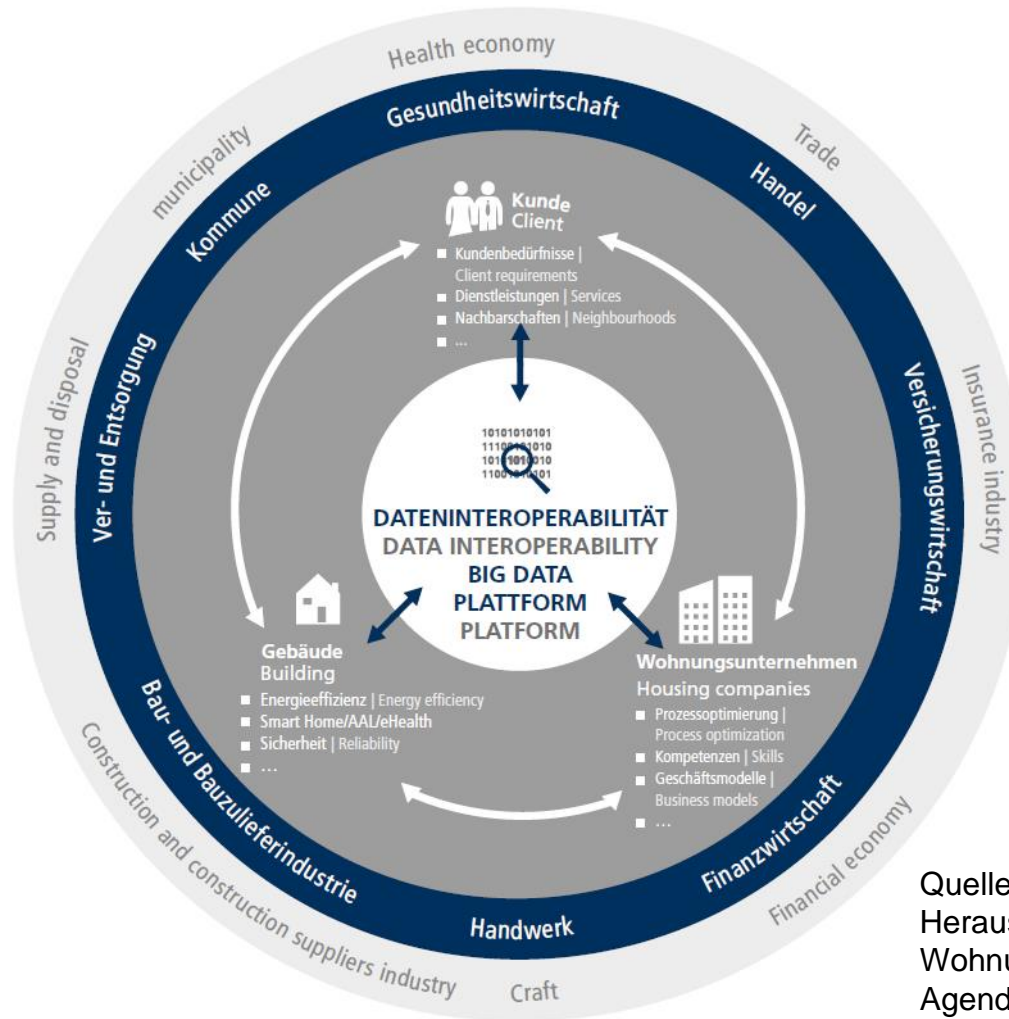 Health economy
Gesundheitswirtschaft
Trade
Handel
Insurance industry
Versicherungswirtschaft
Financial economy
Finanzwirtschaft
Craft
Handwerk
Construction and construction suppliers industry
Bau- und Bauzulieferindustrie
Supply and disposal
Ver- und Entsorgung
municipality
Kommune
Kunde
Client
Kundenbedürfnisse |
Client requirements
Dienstleistungen | Services
Nachbarschaften | Neighbourhoods
...
10101010101
DATENINTEROPERABILITÄT
DATA INTEROPERABILITY
BIG DATA
PLATTFORM
PLATFORM
Gebäude
Building
Energieeffizienz | Energy efficiency
Smart Home/AAL/eHealth
Sicherheit | Reliability
...
Wohnungsunternehmen
Housing companies
Prozessoptimierung |
Process optimization
Kompetenzen | Skills
Geschäftsmodelle |
Business models
...
Quelle
Heraus
Wohnu
Agend